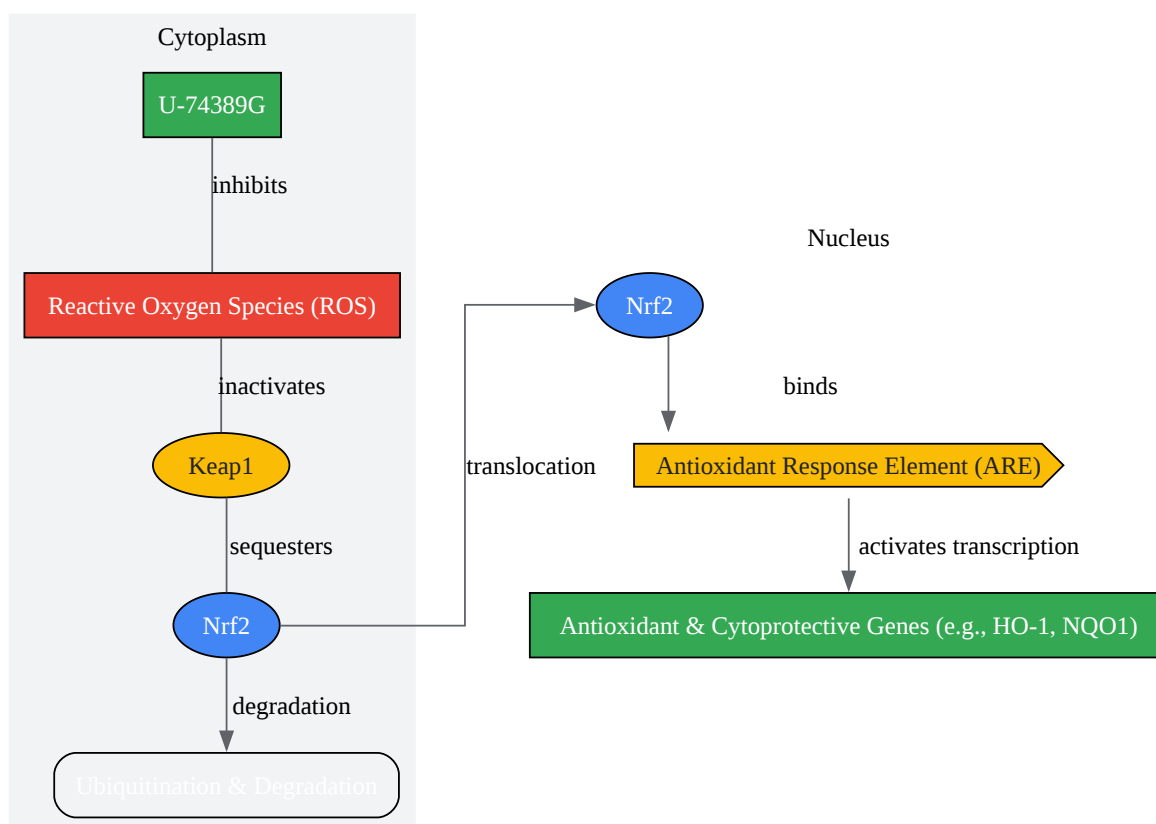 Cytoplasm
U-74389G
inhibits
Reactive Oxygen Species (ROS)
inactivates
Keap1
sequesters
Nrf2
degradation
Ubiquitination & Degradation
translocation
Nucleus
Nrf2
binds
Antioxidant Response Element (ARE)
activates transcription
Antioxidant & Cytoprotective Genes (e.g., HO-1, NQO1)